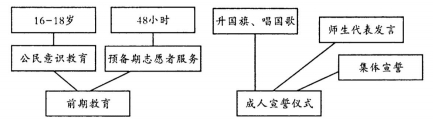 16-18岁
48小时
升国旗、唱国歌
师生代表发言
公民意识教育
预备期志愿者服务
集体宣誓
前期教育
成人宣誓仪式